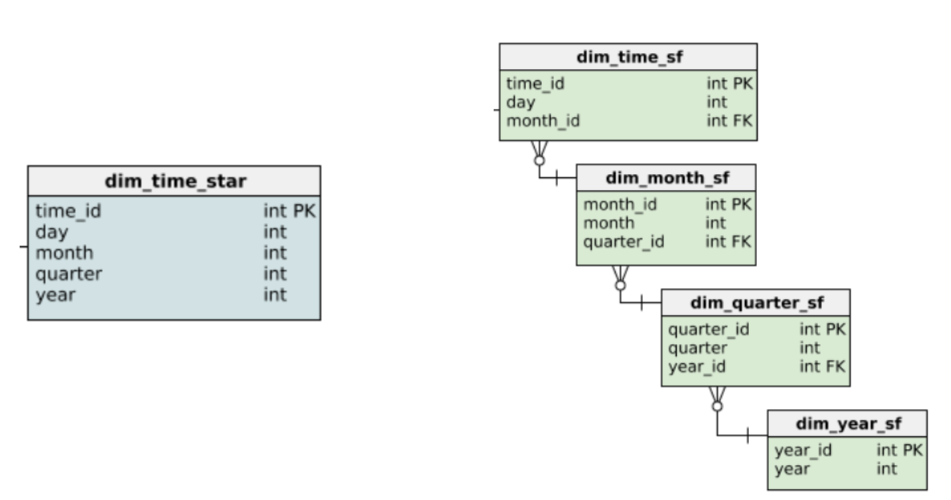 dim_time_star
time_id int PK
day int
month int
quarter int
year int
dim_time_sf
time_id int PK
day int
month_id int FK
dim_month_sf
month_id int PK
month int
quarter_id int FK
dim_quarter_sf
quarter_id int PK
quarter int
year_id int FK
dim_year_sf
year_id int PK
year int